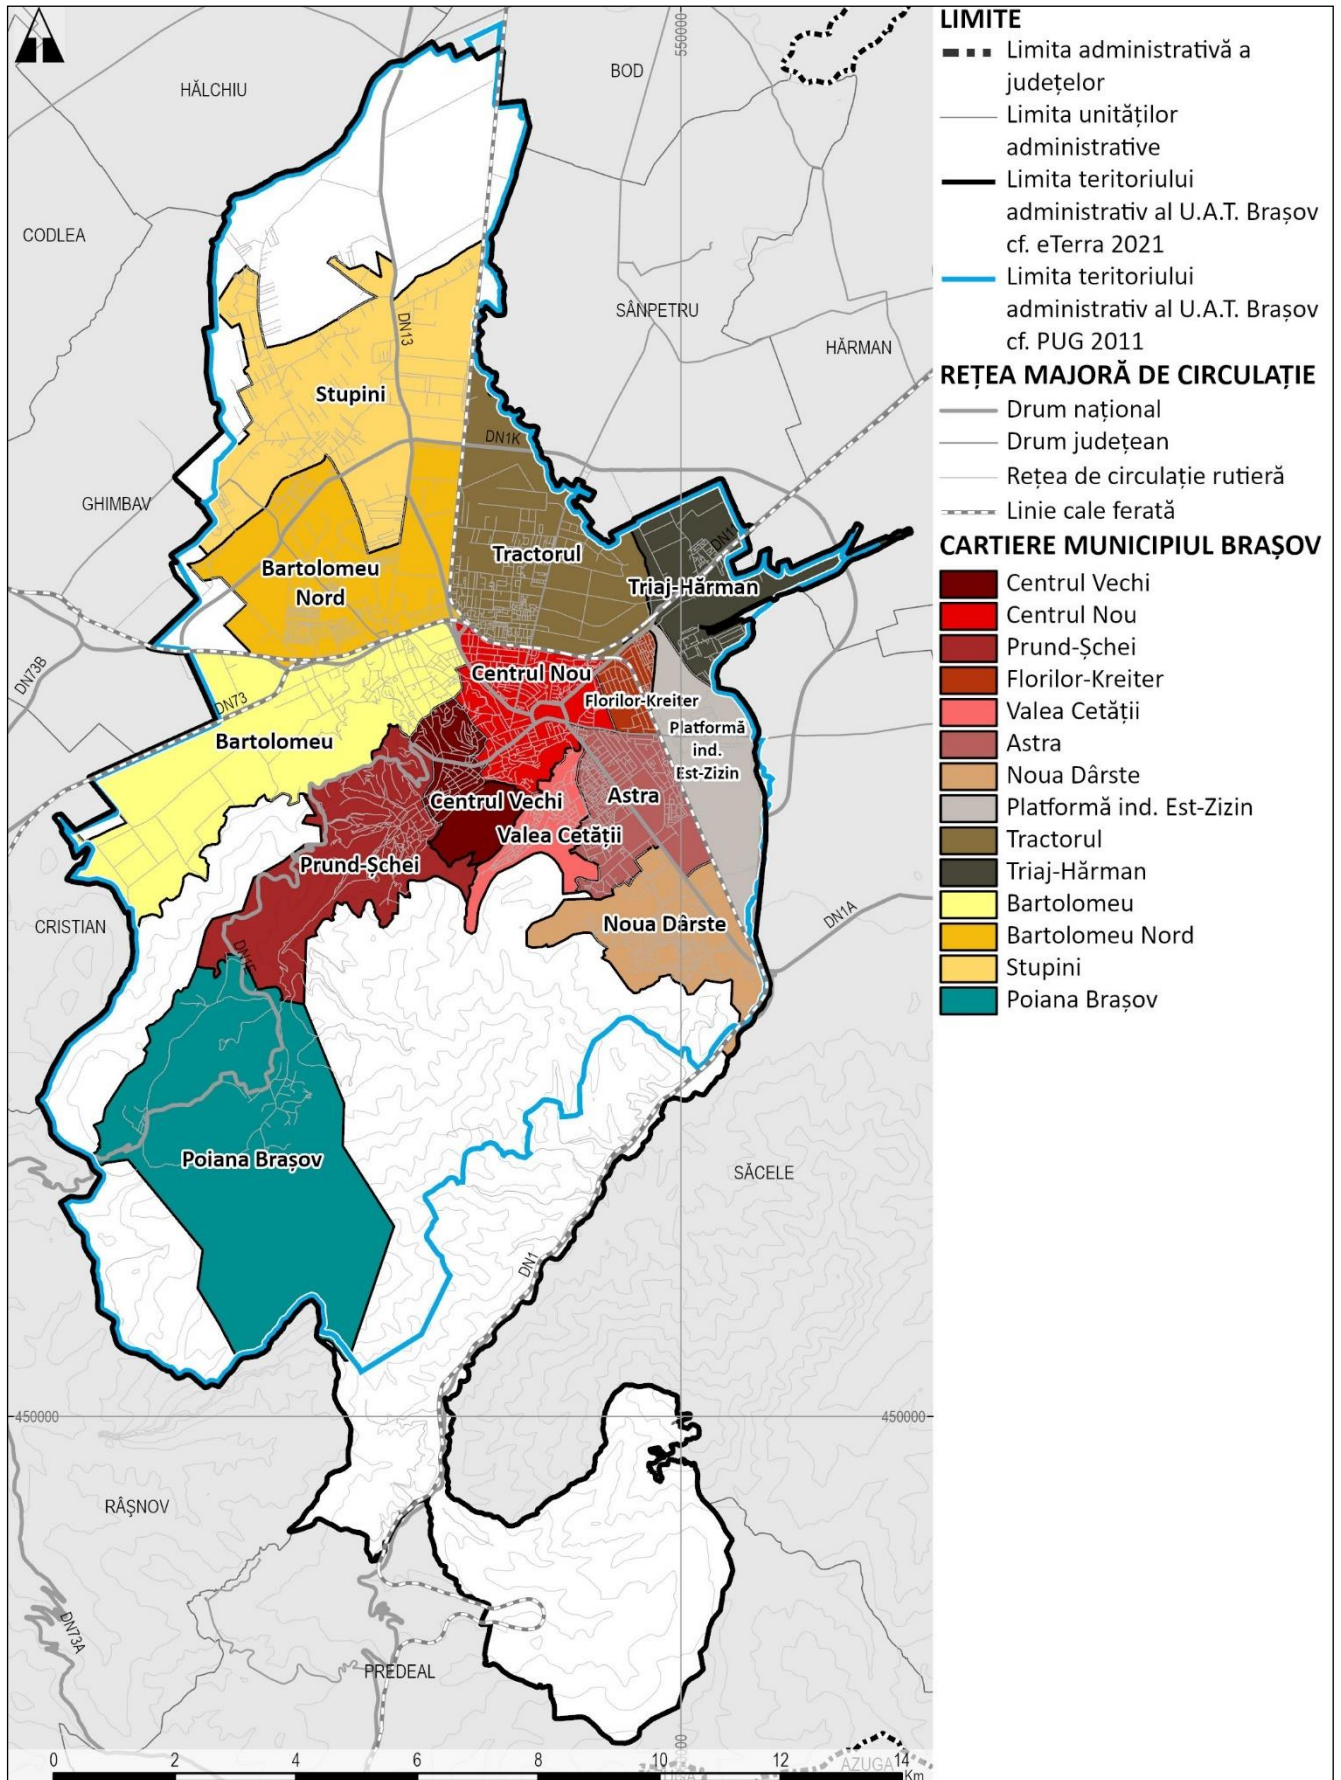 HĂLCHIU
BOD
550000
CODLEA
SÂNPETRU
HĂRMAN
DN13
Stupini
DN1K
GHIMBAV
Bartolomeu
Nord
Tractorul
Triaj-Hărman
DN73B
DN73
Centrul Nou
Florilor-Kreiter
Platformă
ind.
Est-Zizin
Bartolomeu
Centrul Vechi
Astra
Valea Cetății
Prund-Șchei
CRISTIAN
DN1A
Noua Dârste
DN1E
Poiana Brașov
SĂCELE
DN1
450000
450000
RÂȘNOV
DN73A
PREDEAL
AZUGA
0 2 4 6 8 10 12 14
Km
LIMITE
Limita administrativă a
județelor
Limita unităților
administrative
Limita teritoriului
administrativ al U.A.T. Brașov
cf. eTerra 2021
Limita teritoriului
administrativ al U.A.T. Brașov
cf. PUG 2011
REȚEA MAJORĂ DE CIRCULAȚIE
Drum național
Drum județean
Rețea de circulație rutieră
Linie cale ferată
CARTIERE MUNICIPIUL BRAȘOV
Centrul Vechi
Centrul Nou
Prund-Șchei
Florilor-Kreiter
Valea Cetății
Astra
Noua Dârste
Platformă ind. Est-Zizin
Tractorul
Triaj-Hărman
Bartolomeu
Bartolomeu Nord
Stupini
Poiana Brașov